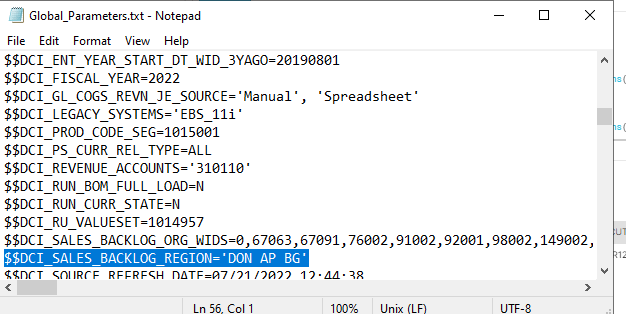 Global_Parameters.txt - Notepad
File Edit Format View Help
$$DCI_ENT_YEAR_START_DT_WID_3YAGO=20190801
$$DCI_FISCAL_YEAR=2022
$$DCI_GL_COGS_REVN_JE_SOURCE='Manual', 'Spreadsheet'
$$DCI_LEGACY_SYSTEMS='EBS_11i'
$$DCI_PROD_CODE_SEG=1015001
$$DCI_PS_CURR_REL_TYPE=ALL
$$DCI_REVENUE_ACCOUNTS='310110'
$$DCI_RUN_BOM_FULL_LOAD=N
$$DCI_RUN_CURR_STATE=N
$$DCI_RU_VALUESET=1014957
$$DCI_SALES_BACKLOG_ORG_WIDS=0,67063,67091,76002,91002,92001,98002,149002,
$$DCI_SALES_BACKLOG_REGION='DON AP BG'
$$DCI_SOURCE_REFRESH_DATE=07/21/2022 12:44:38
Ln 56, Col 1 100% Unix (LF) UTF-8